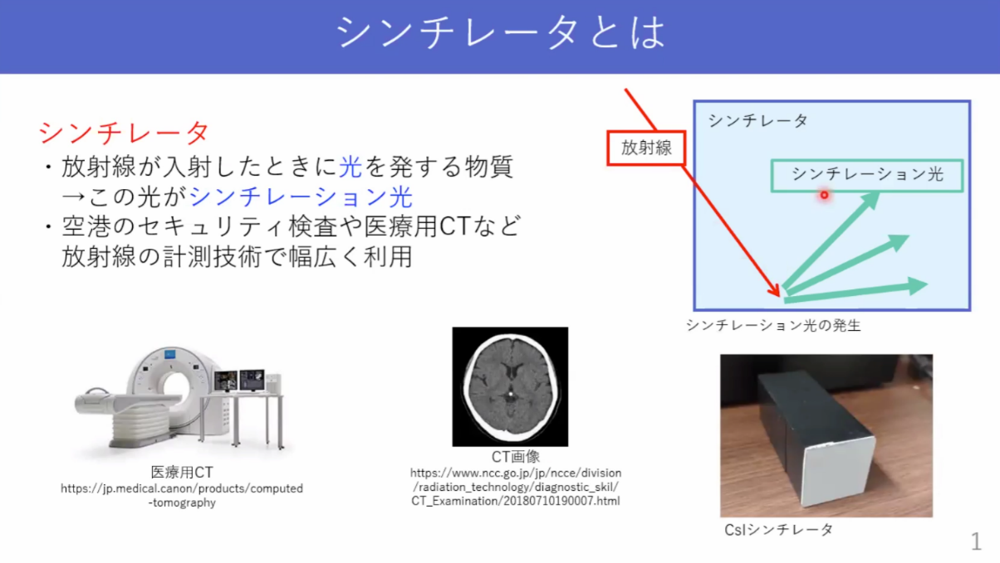 シンチレータとは
シンチレータ
・放射線が入射したときに光を発する物質
→この光がシンチレーション光
・空港のセキュリティ検査や医療用CTなど
放射線の計測技術で幅広く利用
放射線
シンチレータ
シンチレーション光
シンチレーション光の発生
医療用CT
https://jp.medical.canon/products/computed
-tomography
CT画像
https://www.ncc.go.jp/jp/ncce/division
/radiation_technology/diagnostic_skil/
CT_Examination/20180710190007.html
CsIシンチレータ
1